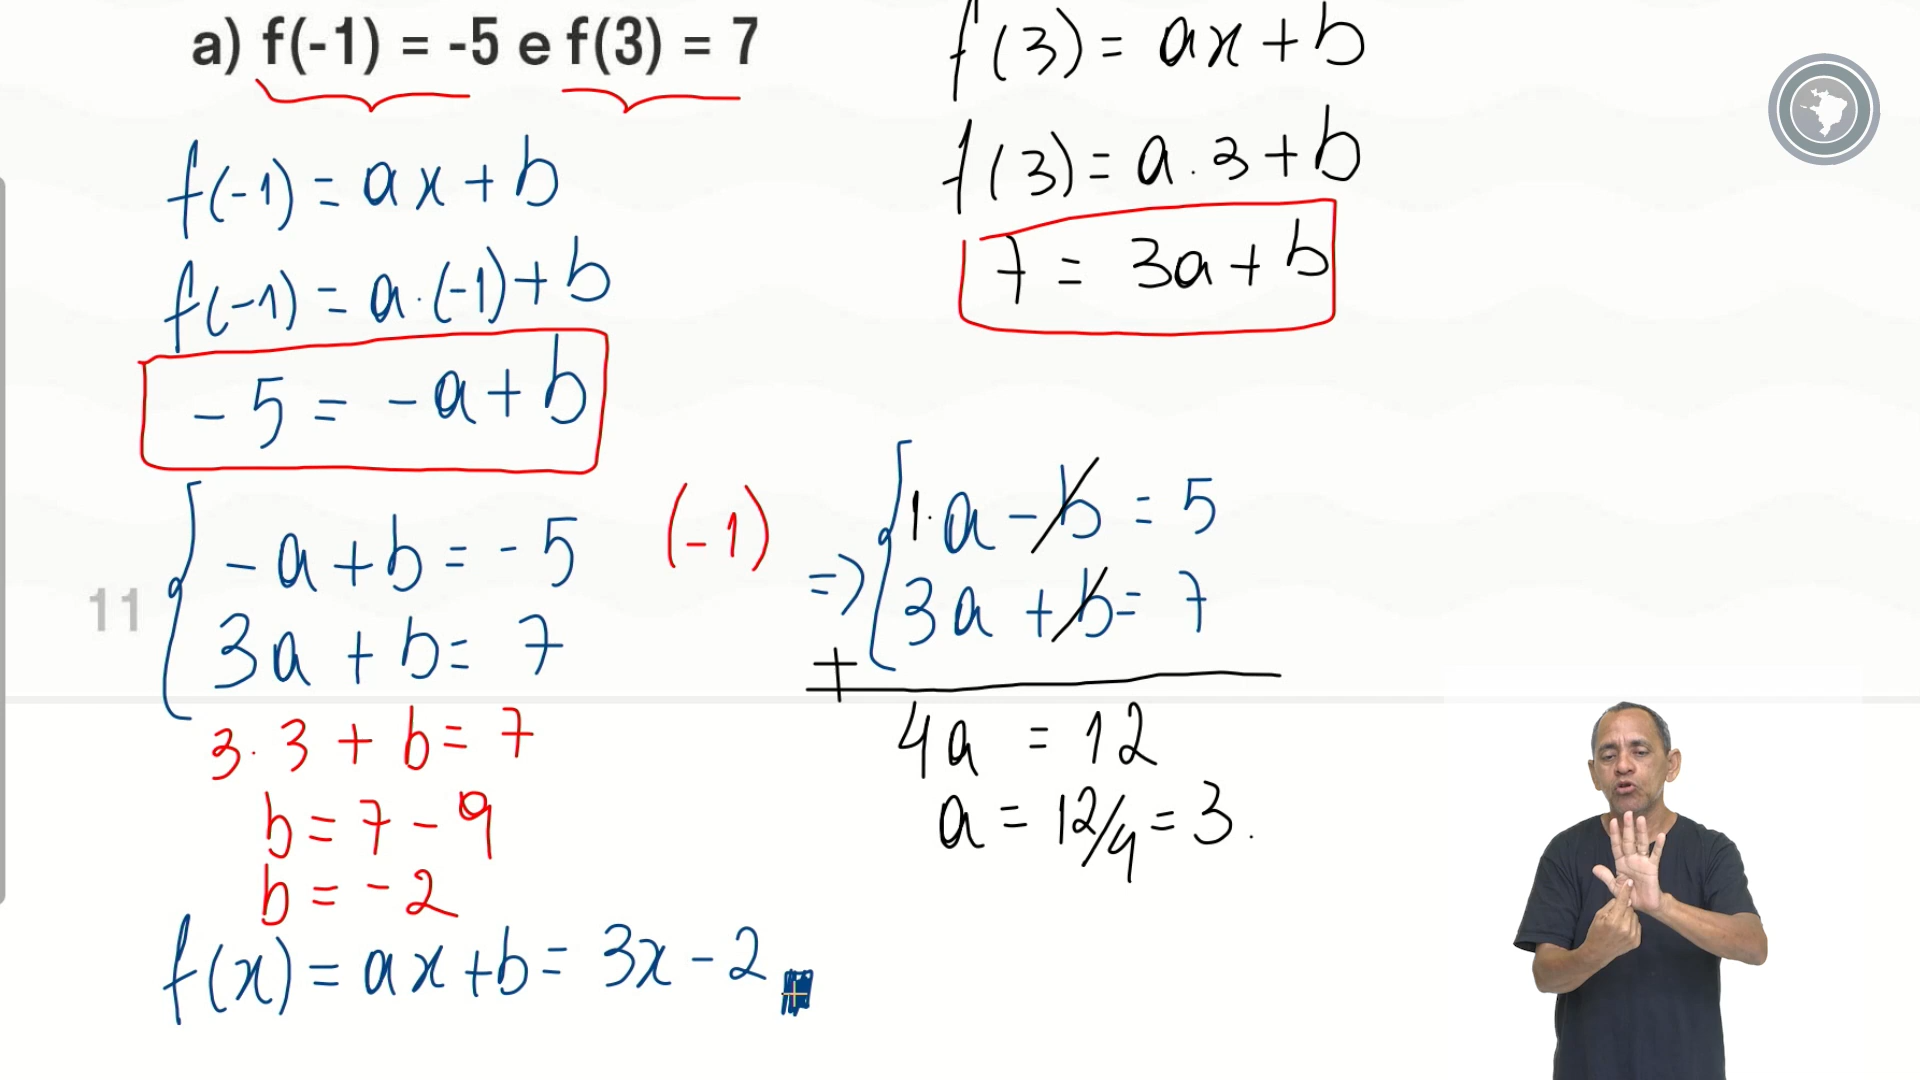 a) f(-1) = -5 e f(3) = 7
f(-1) = ax + b
f(-1) = a.(-1) + b
-5 = -a + b
f(3) = ax + b
f(3) = a.3 + b
7 = 3a + b
11
-a + b = -5 (-1)
3a + b = 7
=> 1.a - b = 5
3a + b = 7
+
4a = 12
a = 12/4 = 3.
3.3 + b = 7
b = 7 - 9
b = -2
f(x) = ax + b = 3x - 2